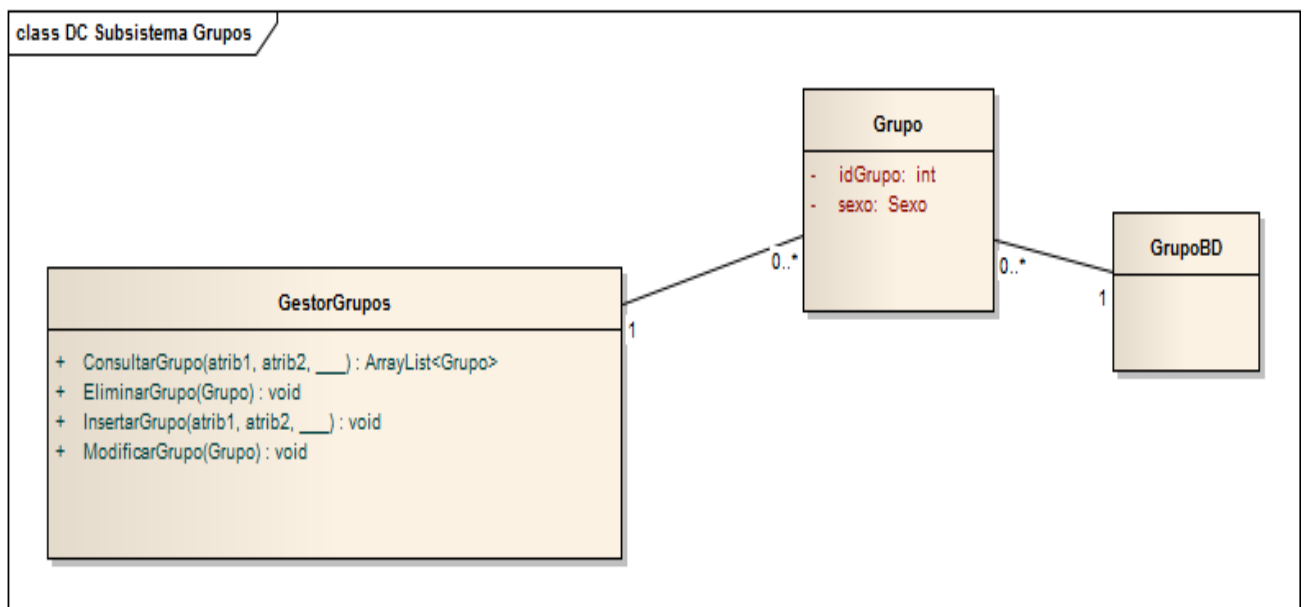 class DC Subsistema Grupos
Grupo
- idGrupo: int
- sexo: Sexo
GrupoBD
0..*
0..*
1
GestorGrupos
1
+ ConsultarGrupo(atrib1, atrib2, ___) : ArrayList<Grupo>
+ EliminarGrupo(Grupo) : void
+ InsertarGrupo(atrib1, atrib2, ___) : void
+ ModificarGrupo(Grupo) : void